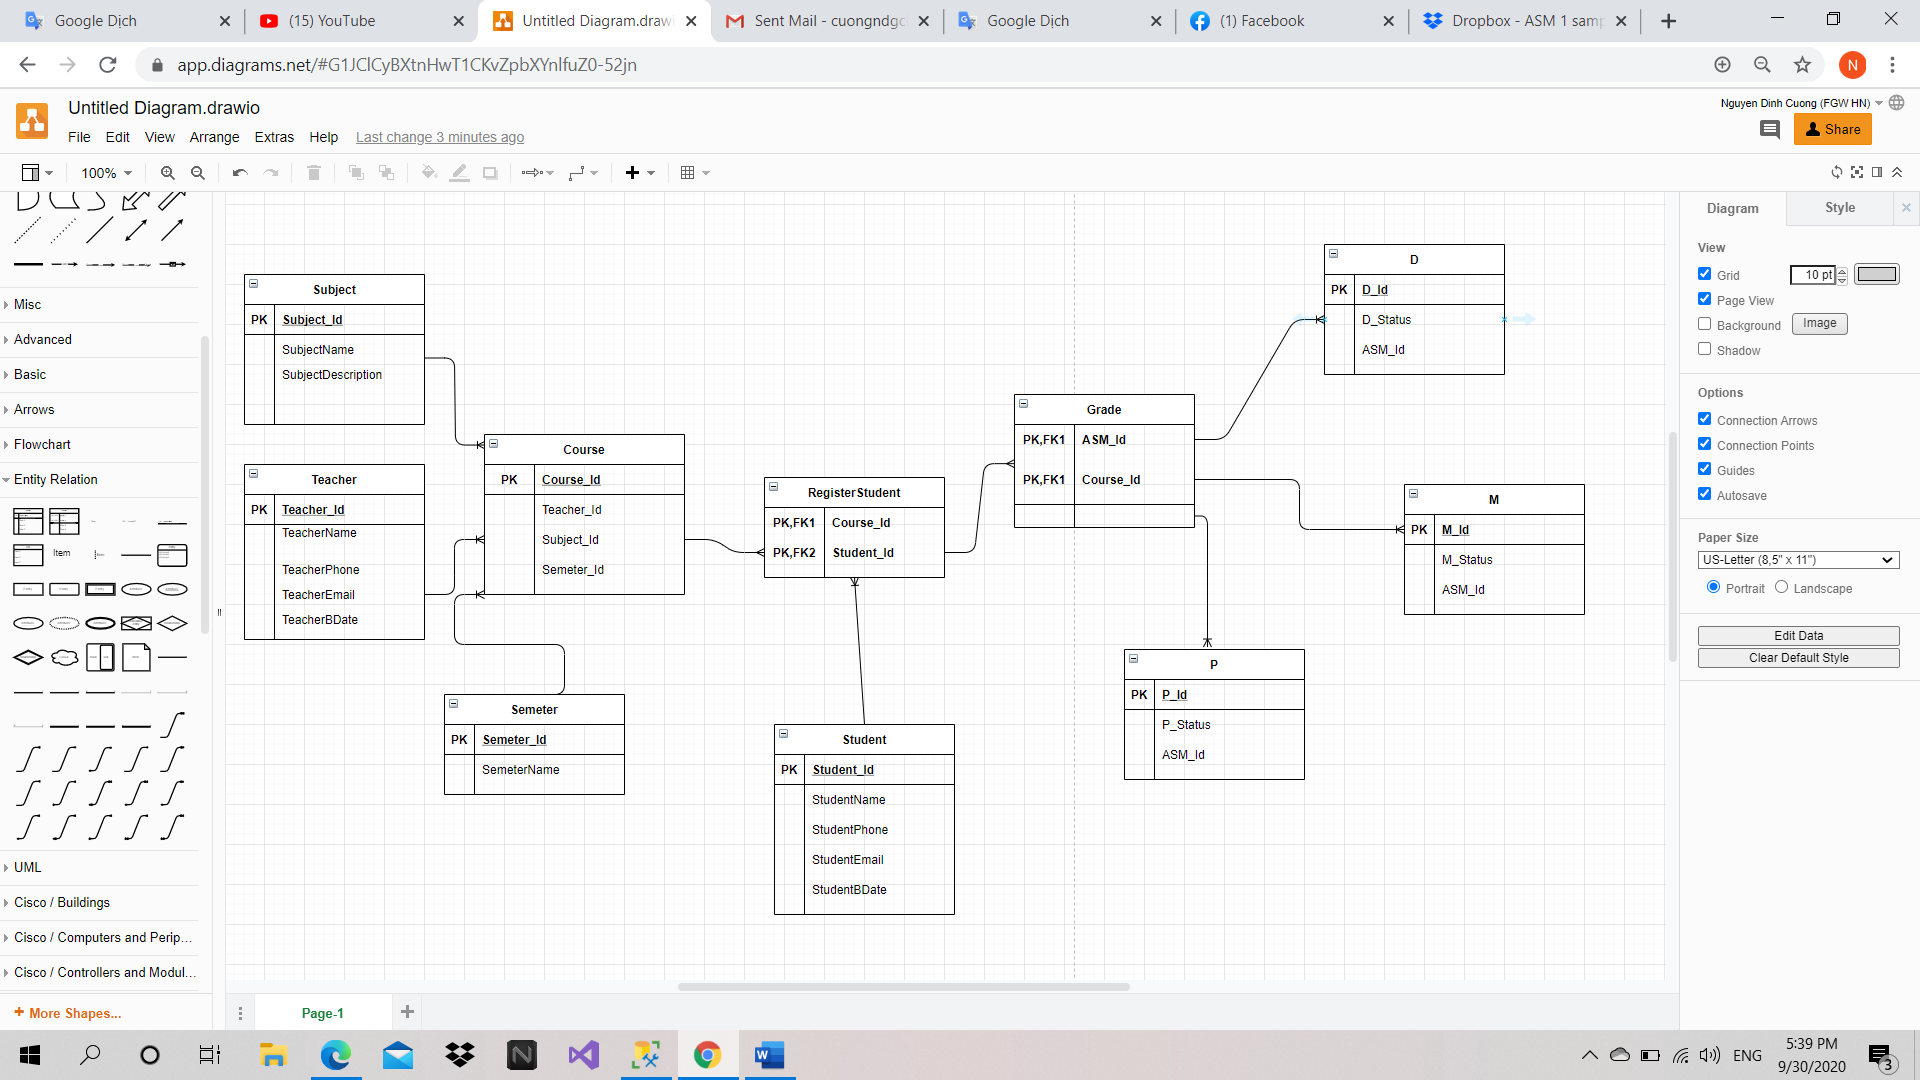 Google Dịch
(15) YouTube
Untitled Diagram.drawi
Sent Mail - cuongndgc
Google Dịch
(1) Facebook
Dropbox - ASM 1 samp
N
Untitled Diagram.drawio
File Edit View Arrange Extras Help Last change 3 minutes ago
Nguyen Dinh Cuong (FGW HN)
Share
100%
Misc
Advanced
Basic
Arrows
Flowchart
Entity Relation
Item
UML
Cisco / Buildings
Cisco / Computers and Perip...
Cisco / Controllers and Modul...
+ More Shapes...
Subject
PK Subject_Id
SubjectName
SubjectDescription
Teacher
PK Teacher_Id
TeacherName
TeacherPhone
TeacherEmail
TeacherBDate
Course
PK Course_Id
Teacher_Id
Subject_Id
Semeter_Id
Semeter
PK Semeter_Id
SemeterName
RegisterStudent
PK,FK1 Course_Id
PK,FK2 Student_Id
Student
PK Student_Id
StudentName
StudentPhone
StudentEmail
StudentBDate
Grade
PK,FK1 ASM_Id
PK,FK1 Course_Id
D
PK D_Id
D_Status
ASM_Id
M
PK M_Id
M_Status
ASM_Id
P
PK P_Id
P_Status
ASM_Id
Diagram
Style
View
Grid 10 pt
Page View
Background Image
Shadow
Options
Connection Arrows
Connection Points
Guides
Autosave
Paper Size
US-Letter (8,5" x 11")
Portrait Landscape
Edit Data
Clear Default Style
Page-1
ENG
5:39 PM
9/30/2020
3